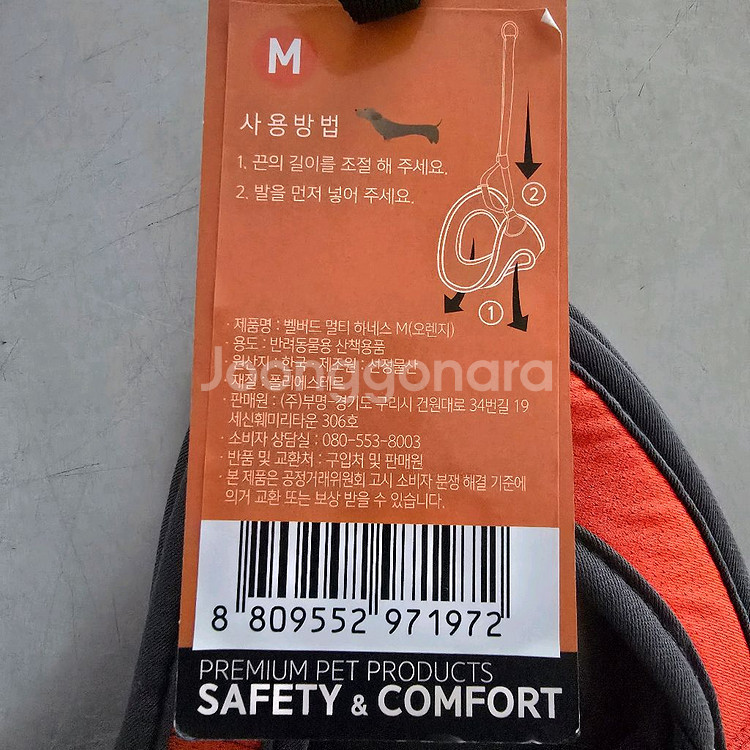 M
사용방법
1. 끈의 길이를 조절 해 주세요.
2. 발을 먼저 넣어 주세요.
②
①
· 제품명 : 벨버드 멀티 하네스 M(오렌지)
· 용도 : 반려동물용 산책용품
· 원산지 : 한국 · 제조원 : 선정물산
· 재질 : 폴리에스테르
Joonggonara
· 판매원 : (주)부명-경기도 구리시 건원대로 34번길 19
세신훼미리타운 306호
· 소비자 상담실 : 080-553-8003
· 반품 및 교환처 : 구입처 및 판매원
· 본 제품은 공정거래위원회 고시 소비자 분쟁 해결 기준에
의거 교환 또는 보상 받을 수 있습니다.
8 809552 971972
PREMIUM PET PRODUCTS
SAFETY & COMFORT